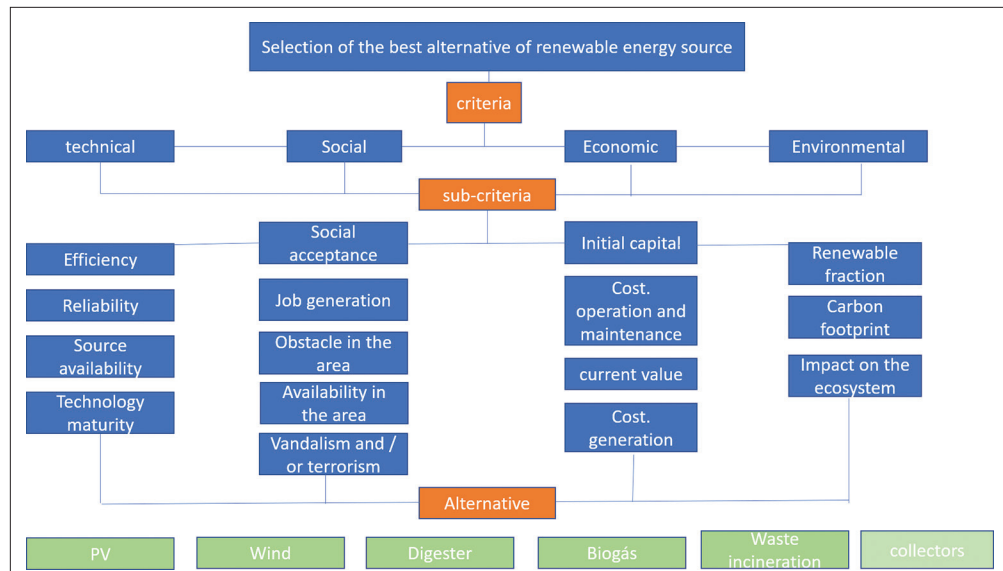 Selection of the best alternative of renewable energy source
criteria
technical
Social
Economic
Environmental
sub-criteria
Efficiency
Reliability
Source
availability
Technology
maturity
Social
acceptance
Job generation
Obstacle in the
area
Availability in
the area
Vandalism and /
or terrorism
Initial capital
Cost.
operation and
maintenance
current value
Cost.
generation
Renewable
fraction
Carbon
footprint
Impact on the
ecosystem
Alternative
PV
Wind
Digester
Biogás
Waste
incineration
collectors